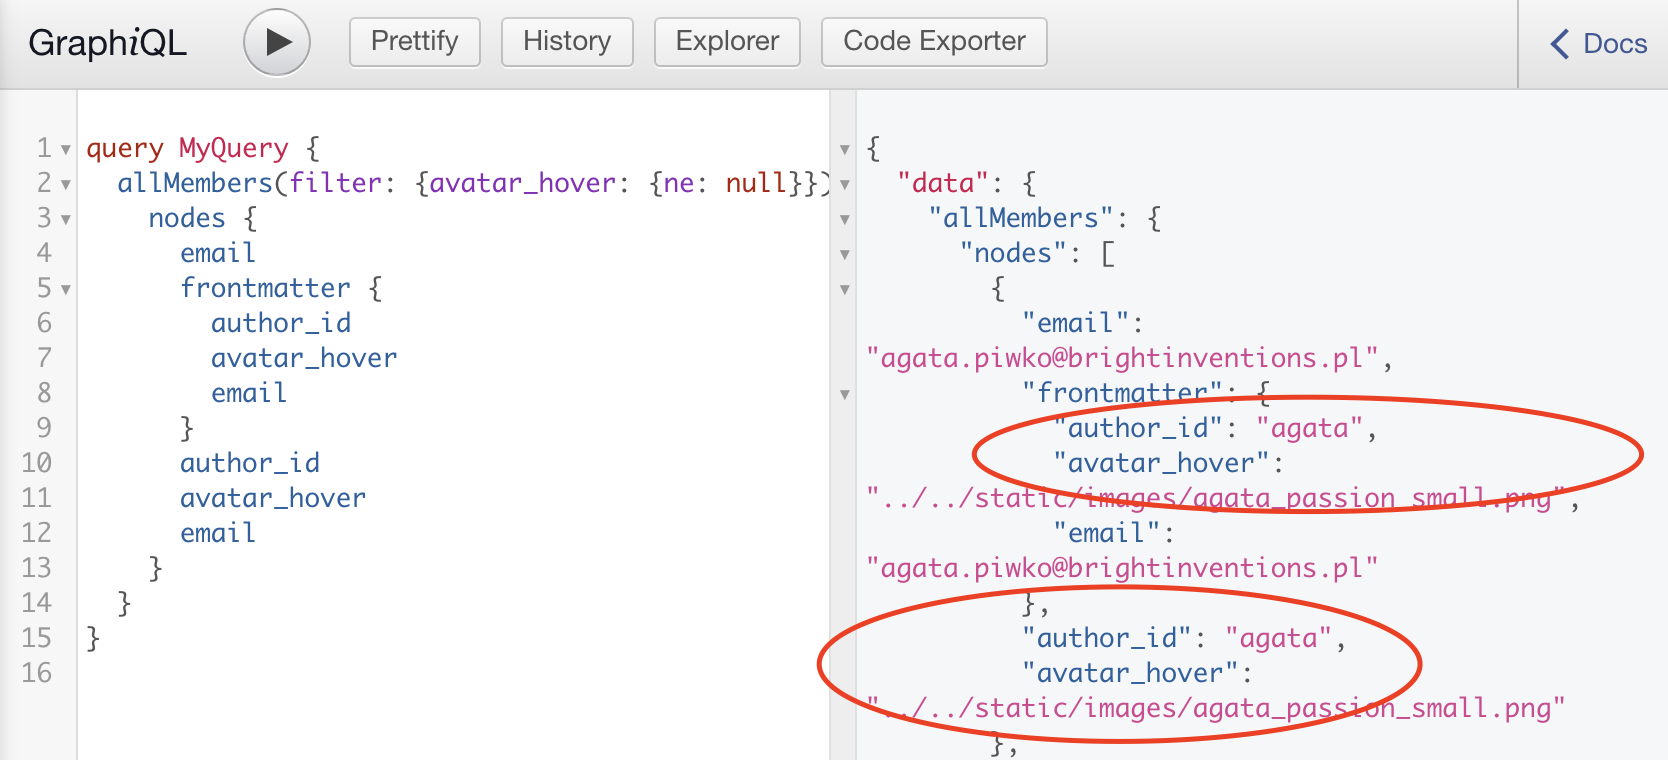 GraphiQL Prettify History Explorer Code Exporter Docs
1 query MyQuery {
2 allMembers(filter: {avatar_hover: {ne: null}})
3 nodes {
4 email
5 frontmatter {
6 author_id
7 avatar_hover
8 email
9 }
10 author_id
11 avatar_hover
12 email
13 }
14 }
15 }
16
{
"data": {
"allMembers": {
"nodes": [
{
"email":
"agata.piwko@brightinventions.pl",
"frontmatter": {
"author_id": "agata",
"avatar_hover":
"../../static/images/agata_passion_small.png",
"email":
"agata.piwko@brightinventions.pl"
},
"author_id": "agata",
"avatar_hover":
"../../static/images/agata_passion_small.png"
},